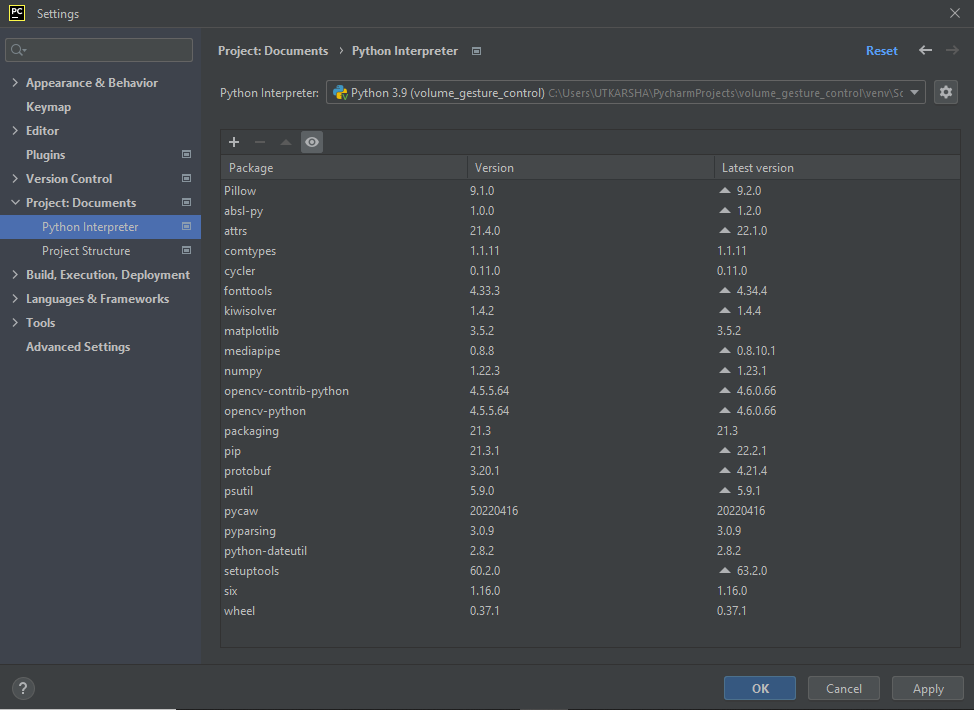 PC Settings
Project: Documents › Python Interpreter
Reset
Appearance & Behavior
Keymap
Editor
Plugins
Version Control
Project: Documents
Python Interpreter
Project Structure
Build, Execution, Deployment
Languages & Frameworks
Tools
Advanced Settings
Python Interpreter: Python 3.9 (volume_gesture_control) C:\Users\UTKARSHA\PycharmProjects\volume_gesture_control\venv\Sc
Package Version Latest version
Pillow 9.1.0 9.2.0
absl-py 1.0.0 1.2.0
attrs 21.4.0 22.1.0
comtypes 1.1.11 1.1.11
cycler 0.11.0 0.11.0
fonttools 4.33.3 4.34.4
kiwisolver 1.4.2 1.4.4
matplotlib 3.5.2 3.5.2
mediapipe 0.8.8 0.8.10.1
numpy 1.22.3 1.23.1
opencv-contrib-python 4.5.5.64 4.6.0.66
opencv-python 4.5.5.64 4.6.0.66
packaging 21.3 21.3
pip 21.3.1 22.2.1
protobuf 3.20.1 4.21.4
psutil 5.9.0 5.9.1
pycaw 20220416 20220416
pyparsing 3.0.9 3.0.9
python-dateutil 2.8.2 2.8.2
setuptools 60.2.0 63.2.0
six 1.16.0 1.16.0
wheel 0.37.1 0.37.1
?
OK Cancel Apply